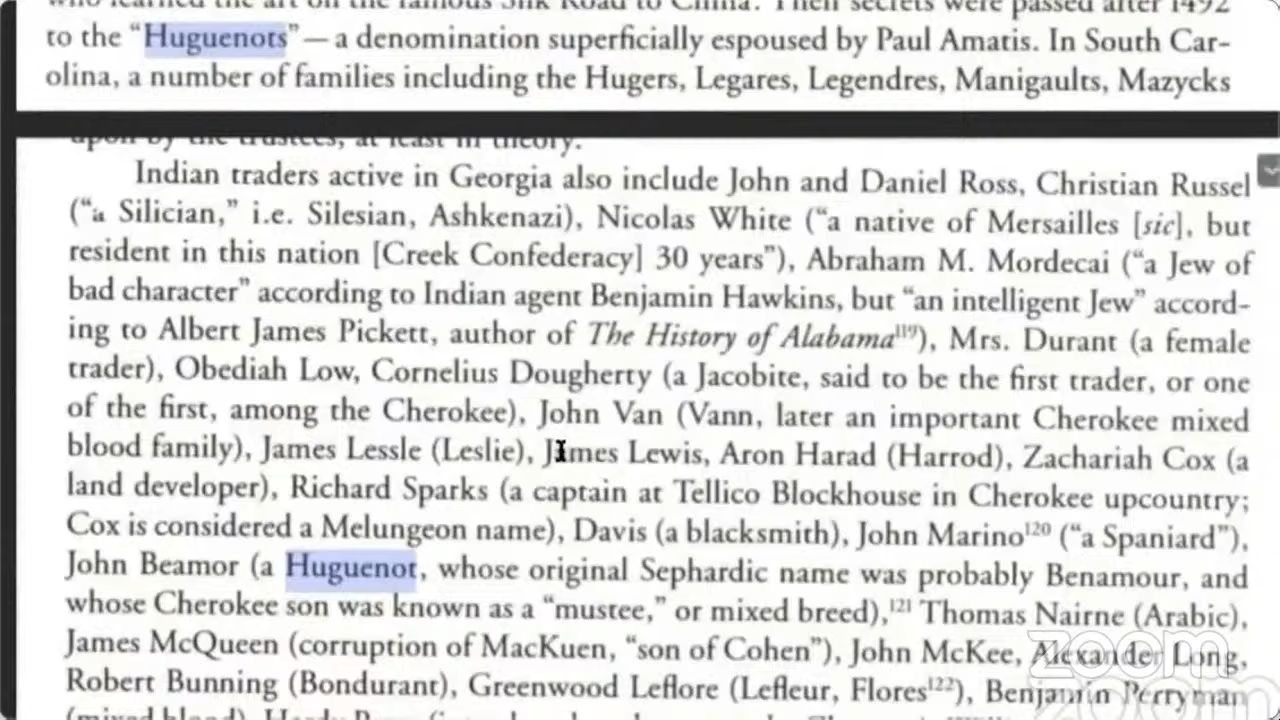 who learned the art on the famous Silk Road to China. Their secrets were passed after 1492
to the “Huguenots”—a denomination superficially espoused by Paul Amatis. In South Car-
olina, a number of families including the Hugers, Legares, Legendres, Manigaults, Mazycks
upon by the trustees, at least in theory.
Indian traders active in Georgia also include John and Daniel Ross, Christian Russel
(“a Silician,” i.e. Silesian, Ashkenazi), Nicolas White (“a native of Mersailles [sic], but
resident in this nation [Creek Confederacy] 30 years”), Abraham M. Mordecai (“a Jew of
bad character” according to Indian agent Benjamin Hawkins, but “an intelligent Jew” accord-
ing to Albert James Pickett, author of The History of Alabama¹¹⁹), Mrs. Durant (a female
trader), Obediah Low, Cornelius Dougherty (a Jacobite, said to be the first trader, or one
of the first, among the Cherokee), John Van (Vann, later an important Cherokee mixed
blood family), James Lessle (Leslie), James Lewis, Aron Harad (Harrod), Zachariah Cox (a
land developer), Richard Sparks (a captain at Tellico Blockhouse in Cherokee upcountry;
Cox is considered a Melungeon name), Davis (a blacksmith), John Marino¹²⁰ (“a Spaniard”),
John Beamor (a Huguenot, whose original Sephardic name was probably Benamour, and
whose Cherokee son was known as a “mustee,” or mixed breed),¹²¹ Thomas Nairne (Arabic),
James McQueen (corruption of MacKuen, “son of Cohen”), John McKee, Alexander Long,
Robert Bunning (Bondurant), Greenwood Leflore (Lefleur, Flores¹²²), Benjamin Perryman
(mixed blood), Hardy
zoom
zoom